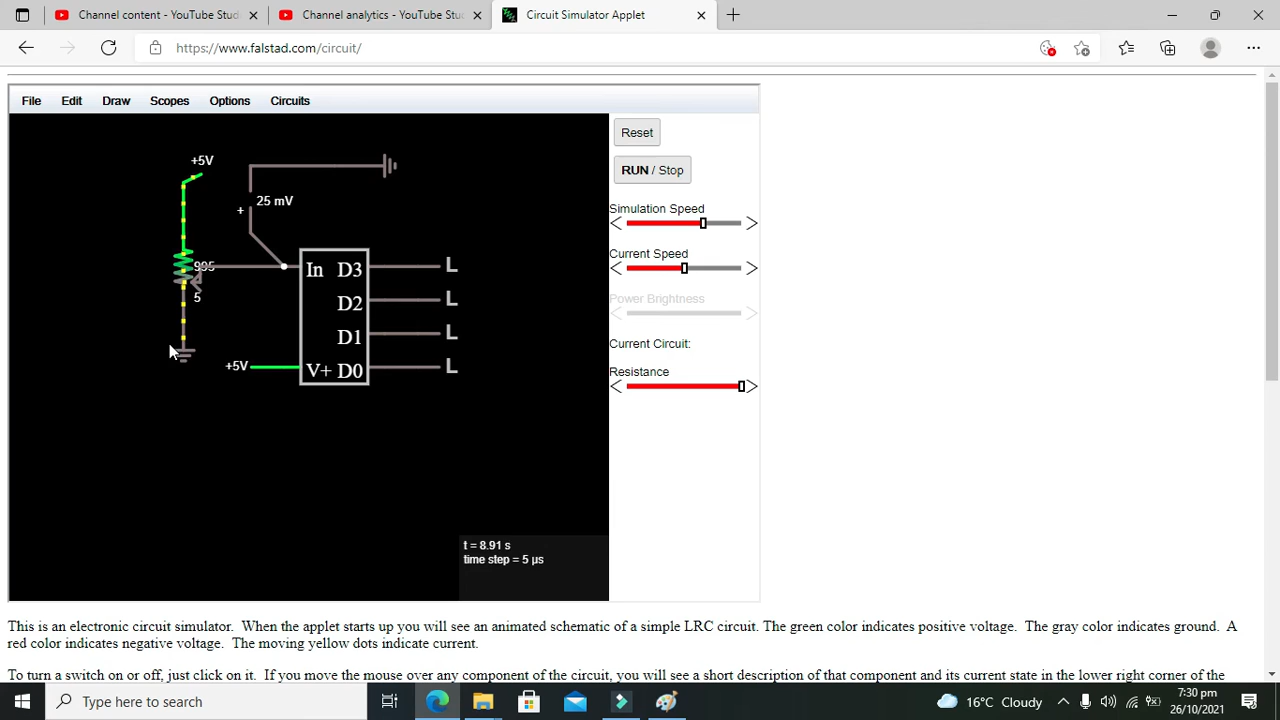 Channel content - YouTube Stud
Channel analytics - YouTube Stu
Circuit Simulator Applet
https://www.falstad.com/circuit/
File Edit Draw Scopes Options Circuits
Reset
RUN / Stop
Simulation Speed
Current Speed
Power Brightness
Current Circuit:
Resistance
+5V
25 mV
+
995
5
In D3
D2
D1
V+ D0
+5V
L
L
L
L
t = 8.91 s
time step = 5 µs
This is an electronic circuit simulator. When the applet starts up you will see an animated schematic of a simple LRC circuit. The green color indicates positive voltage. The gray color indicates ground. A
red color indicates negative voltage. The moving yellow dots indicate current.
To turn a switch on or off, just click on it. If you move the mouse over any component of the circuit, you will see a short description of that component and its current state in the lower right corner of the
Type here to search
16°C Cloudy
7:30 pm
26/10/2021